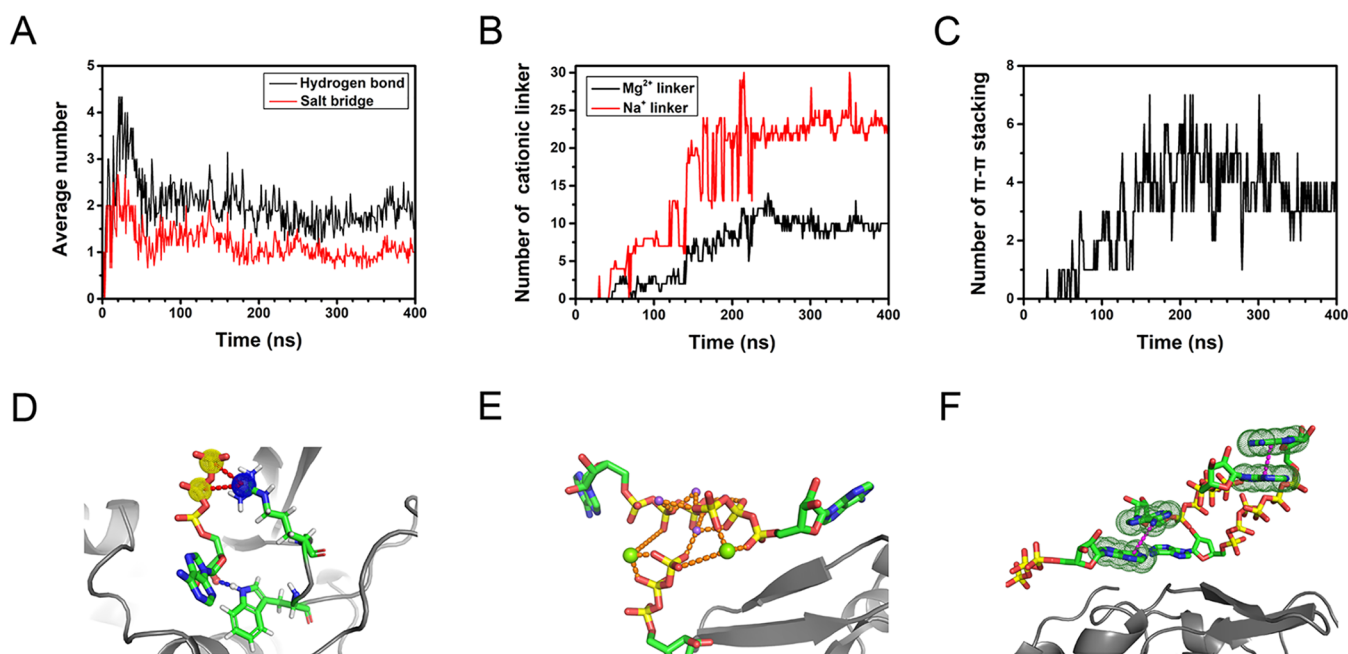 A
B
C
Average number
5
4
3
2
1
0
Hydrogen bond
Salt bridge
0 100 200 300 400
Time (ns)
Number of cationic linker
30
25
20
15
10
5
0
Mg²⁺ linker
Na⁺ linker
0 100 200 300 400
Time (ns)
Number of π-π stacking
8
6
4
2
0
0 100 200 300 400
Time (ns)
D
E
F